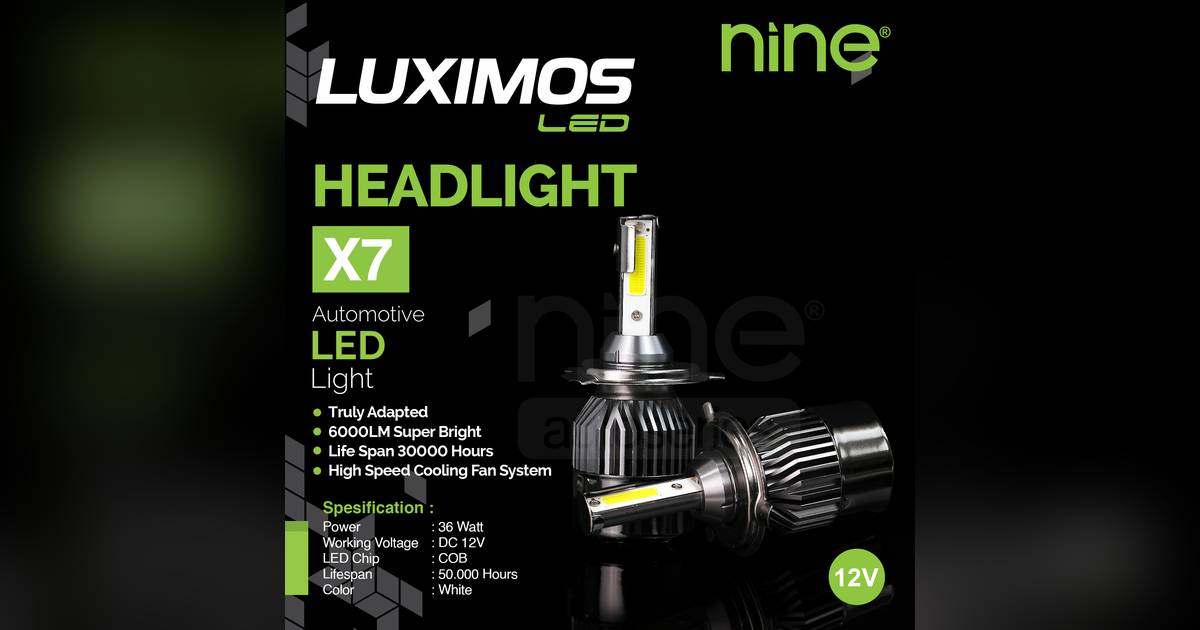 nine®
LUXIMOS
LED
HEADLIGHT
X7
Automotive
LED
Light
Truly Adapted
6000LM Super Bright
Life Span 30000 Hours
High Speed Cooling Fan System
Spesification :
Power : 36 Watt
Working Voltage : DC 12V
LED Chip : COB
Lifespan : 50.000 Hours
Color : White
nine®
12V